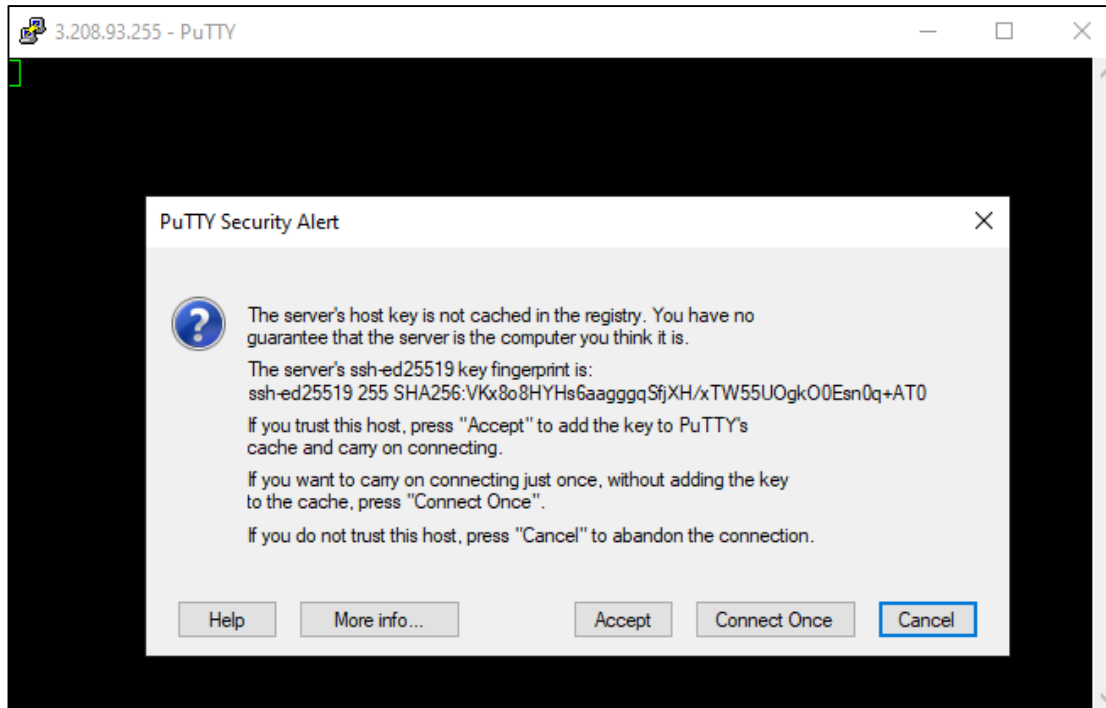 3.208.93.255 - PuTTY
PuTTY Security Alert
The server's host key is not cached in the registry. You have no
guarantee that the server is the computer you think it is.
The server's ssh-ed25519 key fingerprint is:
ssh-ed25519 255 SHA256:VKx8o8HYHs6aagggqSfjXH/xTW55UOgkO0Esn0q+AT0
If you trust this host, press "Accept" to add the key to PuTTY's
cache and carry on connecting.
If you want to carry on connecting just once, without adding the key
to the cache, press "Connect Once".
If you do not trust this host, press "Cancel" to abandon the connection.
Help
More info...
Accept
Connect Once
Cancel